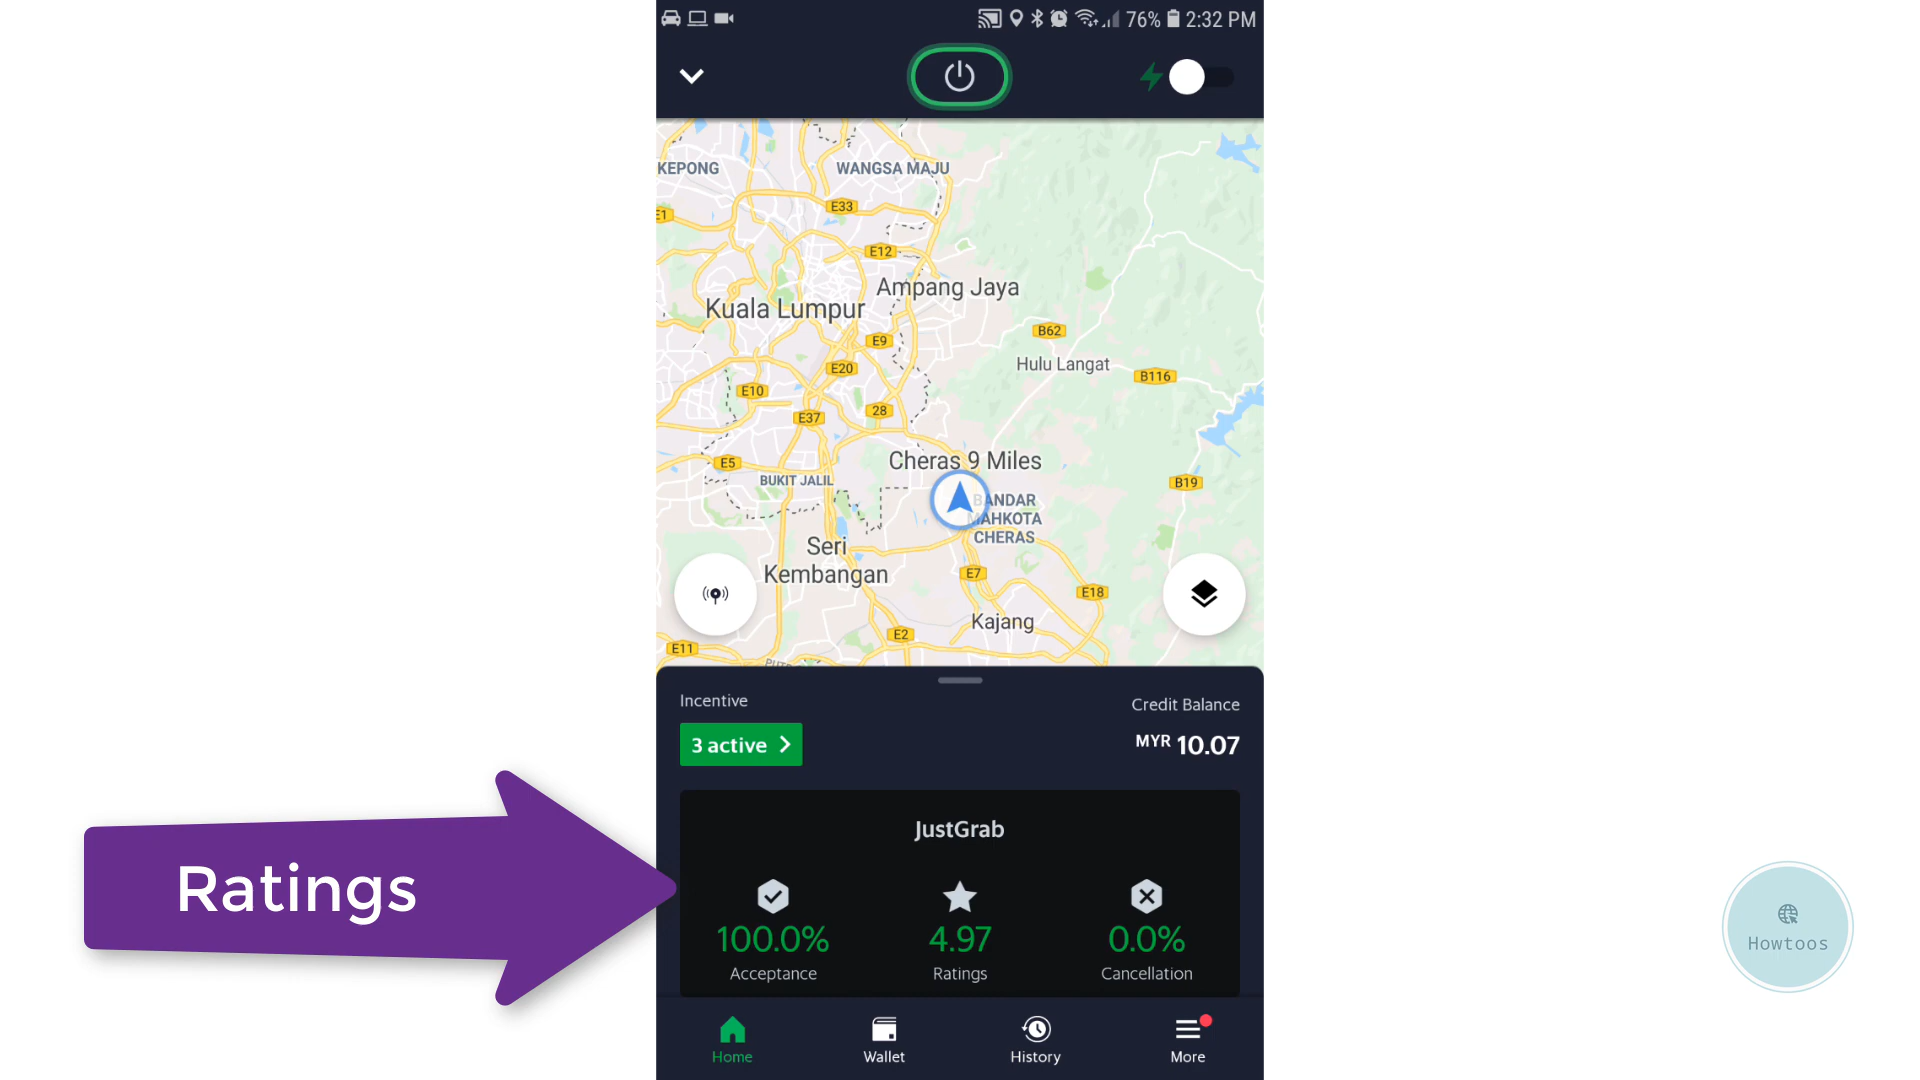 76% 2:32 PM
KEPONG
WANGSA MAJU
E1
E33
E12
Ampang Jaya
Kuala Lumpur
B62
E9
Hulu Langat
E20
B116
E10
28
E37
Cheras 9 Miles
E5
BUKIT JALIL
B19
BANDAR
MAHKOTA
CHERAS
Seri
Kembangan
E7
E18
Kajang
E2
E11
Incentive
Credit Balance
3 active
MYR 10.07
JustGrab
Ratings
100.0%
4.97
0.0%
Acceptance
Ratings
Cancellation
Howtoos
Home
Wallet
History
More